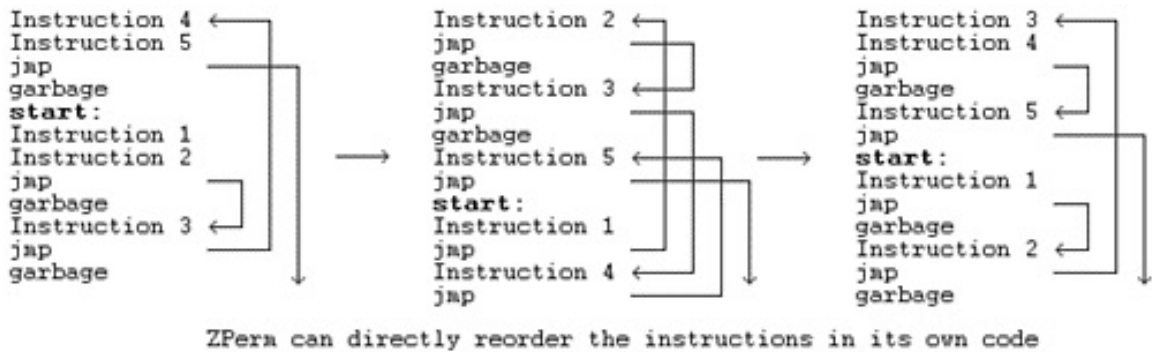 Instruction 4
Instruction 5
jmp
garbage
start:
Instruction 1
Instruction 2
jmp
garbage
Instruction 3
jmp
garbage
Instruction 2
jmp
garbage
Instruction 3
jmp
garbage
Instruction 5
jmp
start:
Instruction 1
jmp
Instruction 4
jmp
Instruction 3
Instruction 4
jmp
garbage
Instruction 5
jmp
start:
Instruction 1
jmp
garbage
Instruction 2
jmp
garbage
ZPerm can directly reorder the instructions in its own code